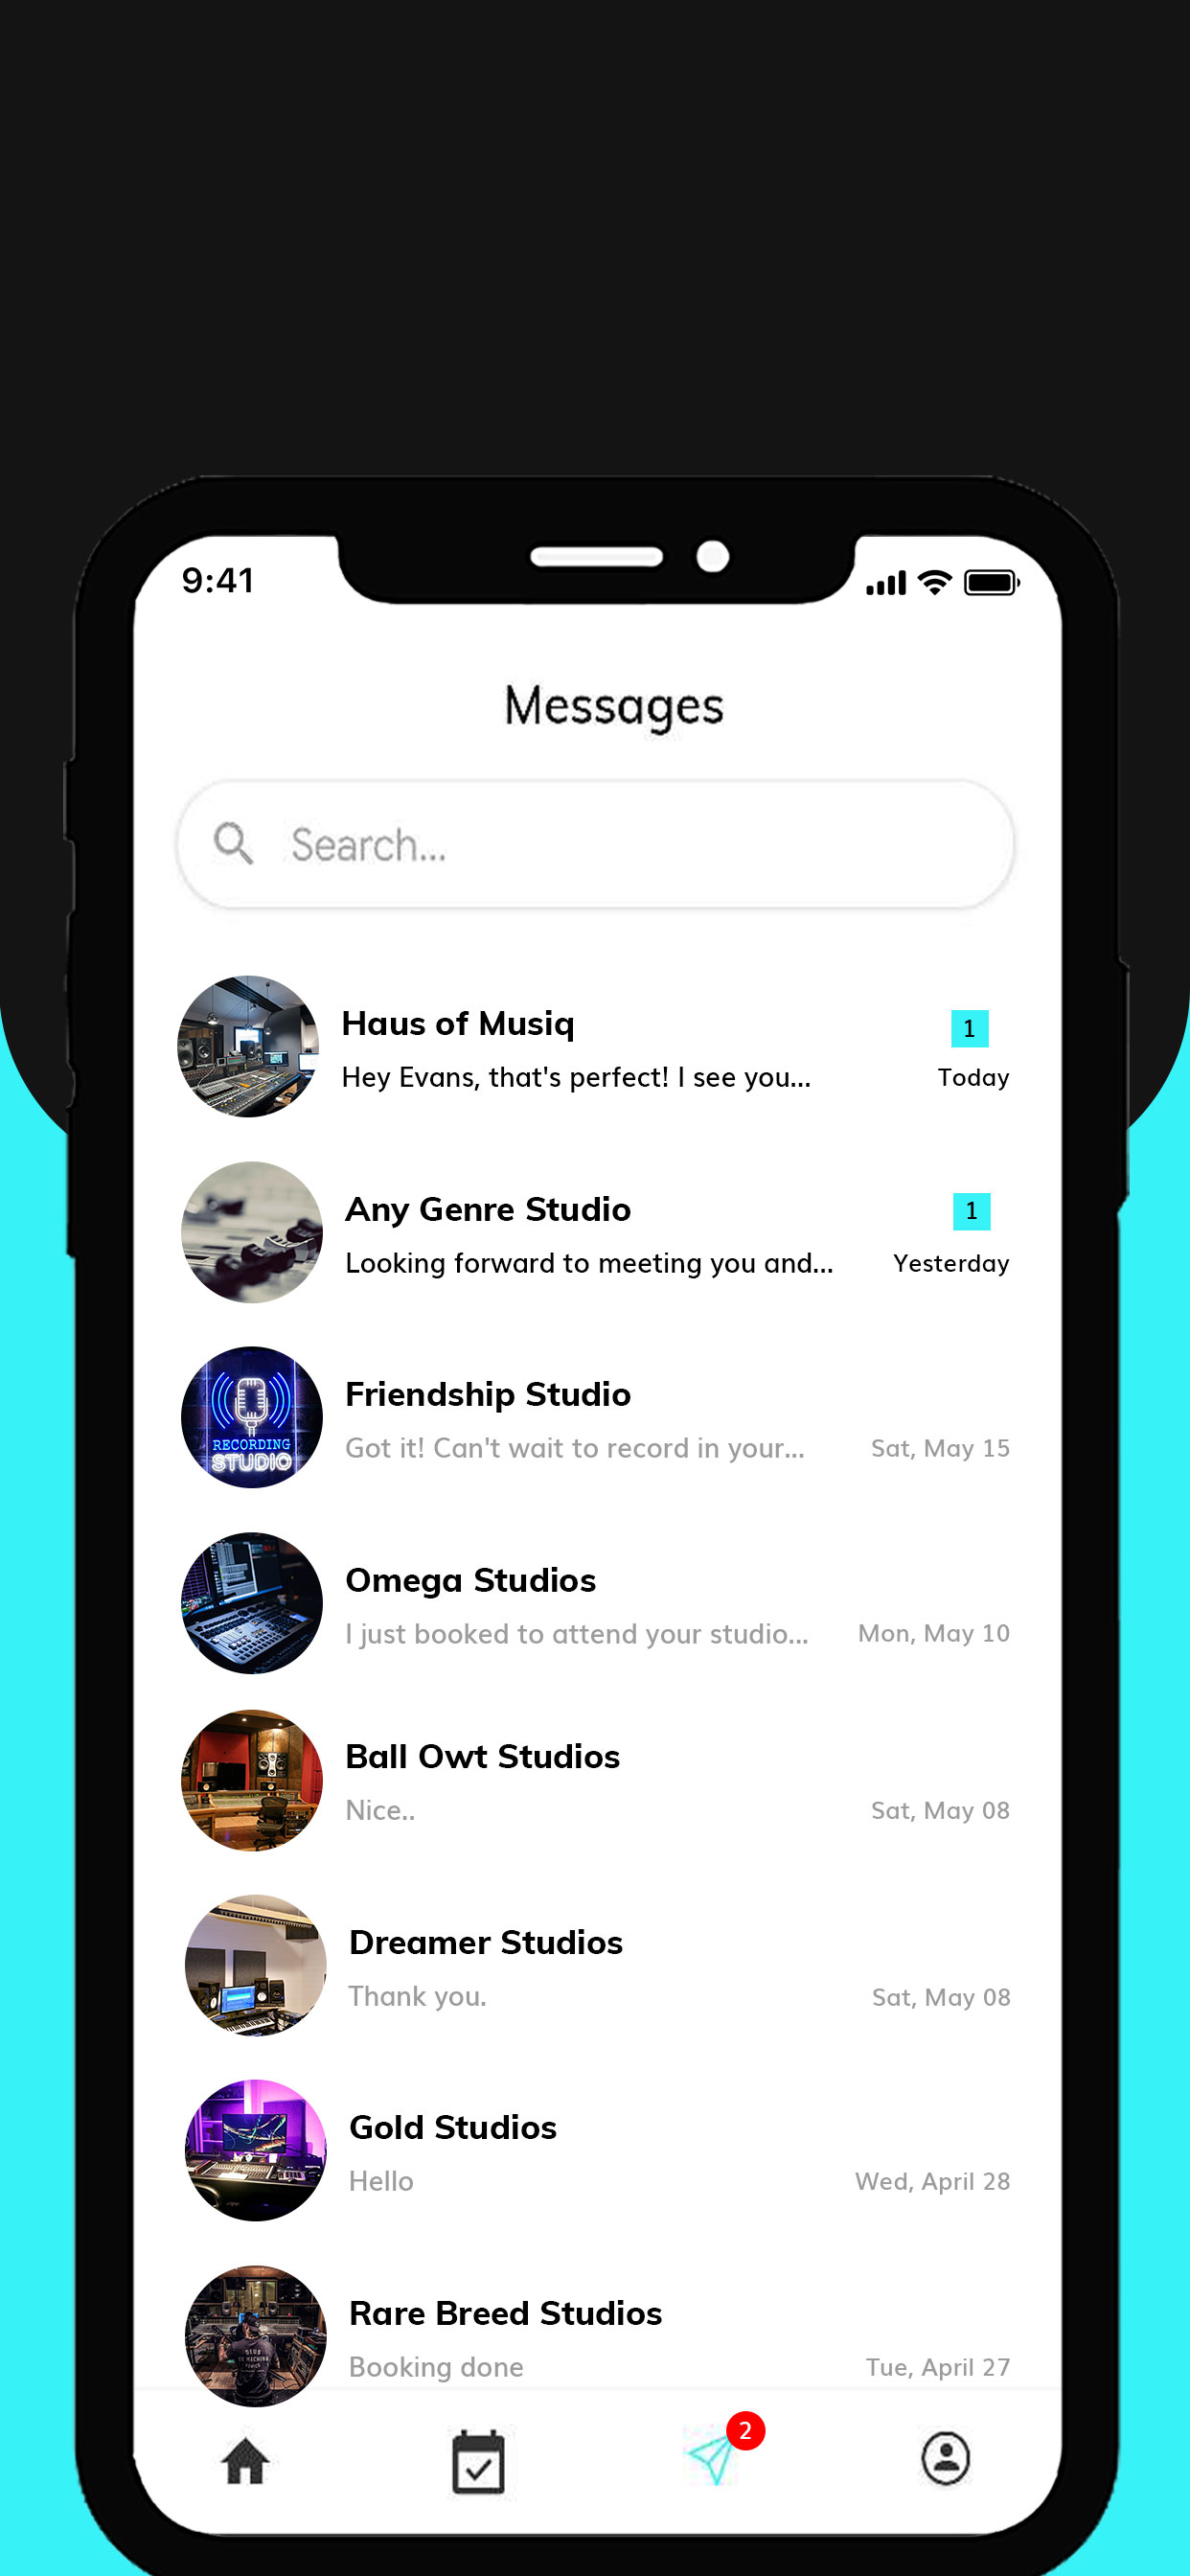 9:41
Messages
Search...
Haus of Musiq
1
Hey Evans, that's perfect! I see you...
Today
Any Genre Studio
1
Looking forward to meeting you and...
Yesterday
RECORDING
STUDIO
Friendship Studio
Got it! Can't wait to record in your...
Sat, May 15
Omega Studios
I just booked to attend your studio...
Mon, May 10
Ball Owt Studios
Nice..
Sat, May 08
Dreamer Studios
Thank you.
Sat, May 08
Gold Studios
Hello
Wed, April 28
Rare Breed Studios
DEUS
Booking done
Tue, April 27
2